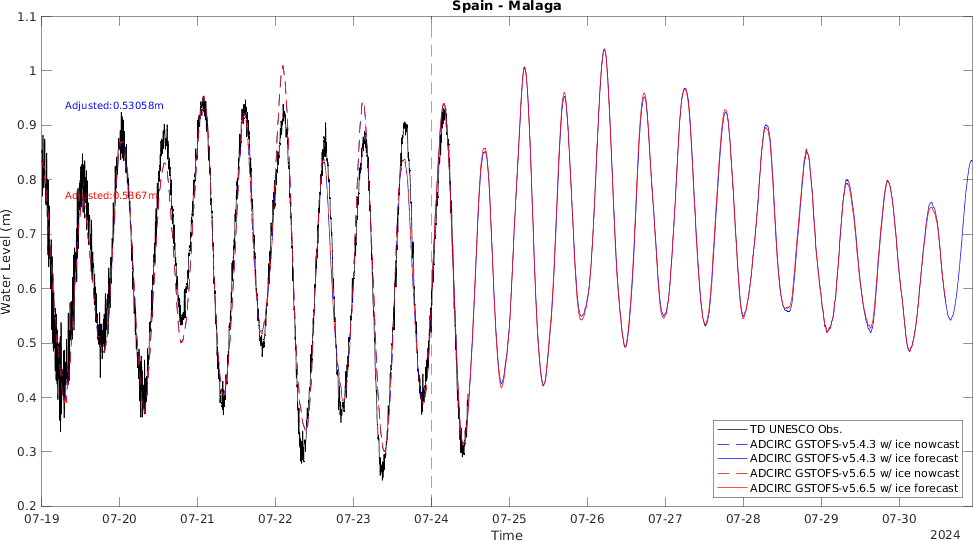 Spain - Malaga
1.1
1
0.9
0.8
0.7
0.6
0.5
0.4
0.3
0.2
Water Level (m)
Adjusted:0.53058m
Adjusted:0.5367m
TD UNESCO Obs.
ADCIRC GSTOFS-v5.4.3 w/ ice nowcast
ADCIRC GSTOFS-v5.4.3 w/ ice forecast
ADCIRC GSTOFS-v5.6.5 w/ ice nowcast
ADCIRC GSTOFS-v5.6.5 w/ ice forecast
07-19 07-20 07-21 07-22 07-23 07-24 07-25 07-26 07-27 07-28 07-29 07-30
Time
2024